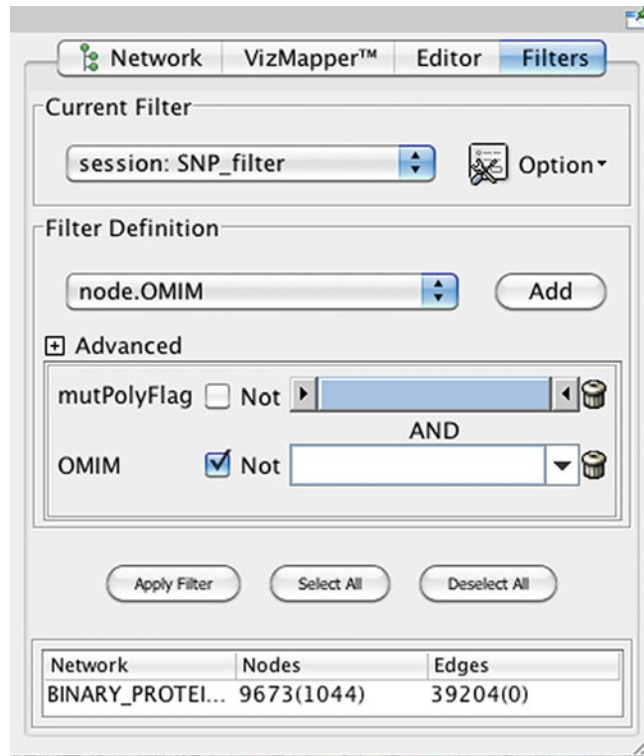 Network VizMapper™ Editor Filters
Current Filter
session: SNP_filter Option
Filter Definition
node.OMIM Add
Advanced
mutPolyFlag Not
AND
OMIM Not
Apply Filter Select All Deselect All
Network Nodes Edges
BINARY_PROTEI... 9673(1044) 39204(0)